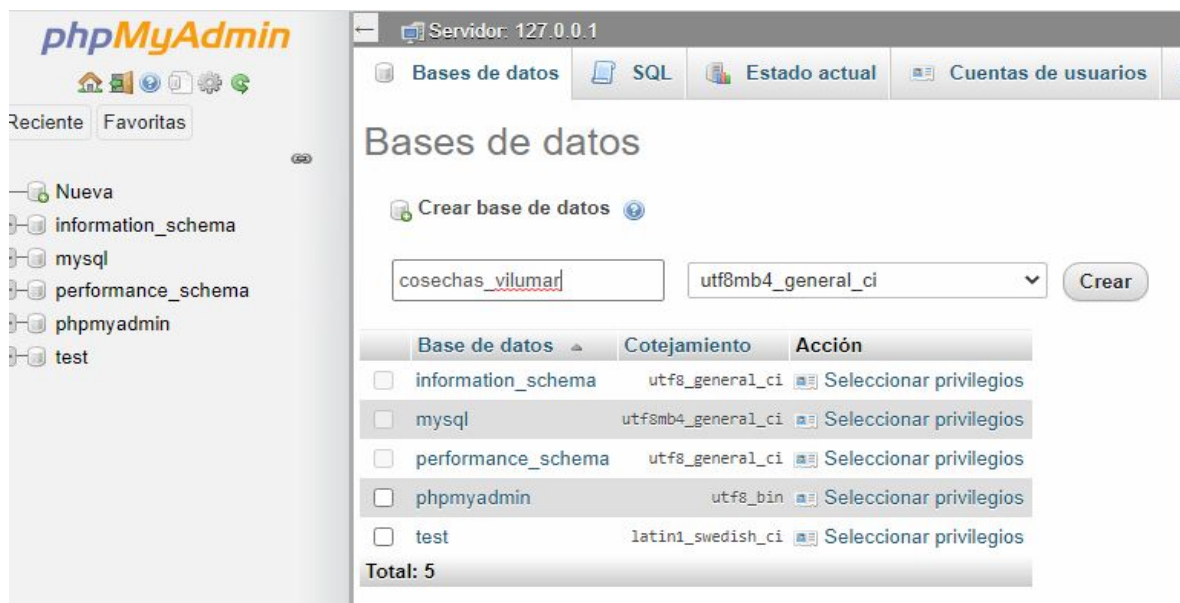 phpMyAdmin
Reciente Favoritas
Nueva
information_schema
mysql
performance_schema
phpmyadmin
test
Servidor: 127.0.0.1
Bases de datos SQL Estado actual Cuentas de usuarios
Bases de datos
Crear base de datos
cosechas_vilumar utf8mb4_general_ci Crear
Base de datos Cotejamiento Acción
information_schema utf8_general_ci Seleccionar privilegios
mysql utf8mb4_general_ci Seleccionar privilegios
performance_schema utf8_general_ci Seleccionar privilegios
phpmyadmin utf8_bin Seleccionar privilegios
test latin1_swedish_ci Seleccionar privilegios
Total: 5